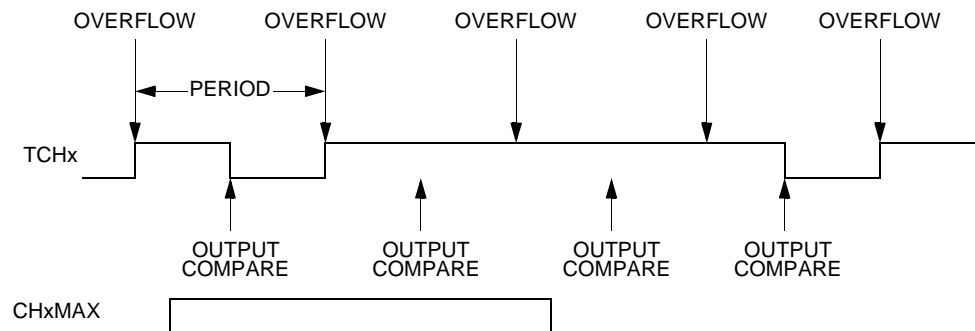 OVERFLOW OVERFLOW OVERFLOW OVERFLOW OVERFLOW
PERIOD
TCHx
OUTPUT COMPARE
OUTPUT COMPARE
OUTPUT COMPARE
OUTPUT COMPARE
CHxMAX